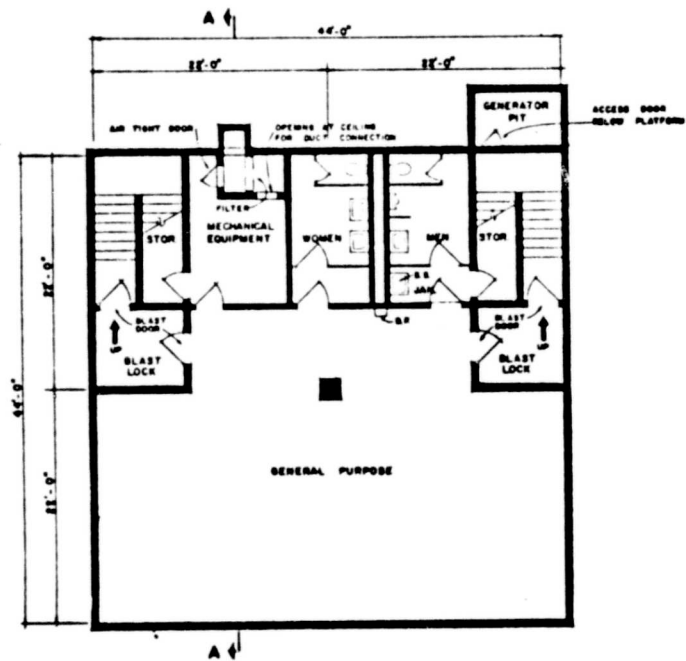 A
44'-0"
22'-0"
22'-0"
GENERATOR
PIT
ACCESS DOOR
BELOW PLATFORM
AIR TIGHT DOOR
OPENING AT CEILING
FOR DUCT CONNECTION
FILTER
MECHANICAL
EQUIPMENT
STOR
WOMEN
MEN
STOR
S.S.
JAN.
D.F.
BLAST
DOOR
UP
BLAST
LOCK
BLAST
DOOR
UP
BLAST
LOCK
22'-0"
44'-0"
22'-0"
GENERAL PURPOSE
A